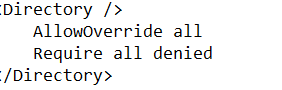 <Directory />
    AllowOverride all
    Require all denied
</Directory>